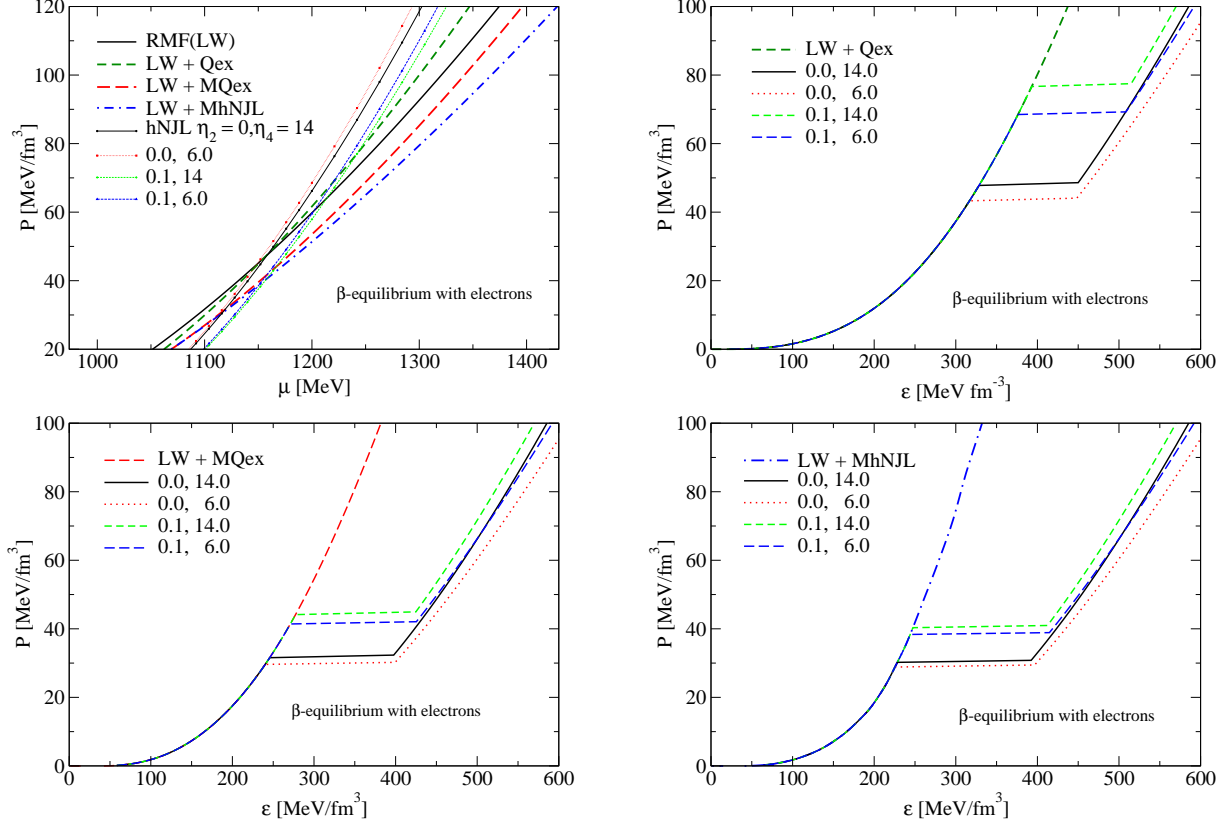 120
100
80
60
40
20
P [MeV/fm³]
RMF(LW)
LW + Qex
LW + MQex
LW + MhNJL
hNJL η₂ = 0,η₄ = 14
0.0, 6.0
0.1, 14
0.1, 6.0
β-equilibrium with electrons
1000 1100 1200 1300 1400
μ [MeV]
100
80
60
40
20
0
P [MeV/fm³]
LW + Qex
0.0, 14.0
0.0, 6.0
0.1, 14.0
0.1, 6.0
β-equilibrium with electrons
0 100 200 300 400 500 600
ε [MeV fm⁻³]
100
80
60
40
20
0
P [MeV/fm³]
LW + MQex
0.0, 14.0
0.0, 6.0
0.1, 14.0
0.1, 6.0
β-equilibrium with electrons
0 100 200 300 400 500 600
ε [MeV/fm³]
100
80
60
40
20
0
P [MeV/fm³]
LW + MhNJL
0.0, 14.0
0.0, 6.0
0.1, 14.0
0.1, 6.0
β-equilibrium with electrons
0 100 200 300 400 500 600
ε [MeV/fm³]